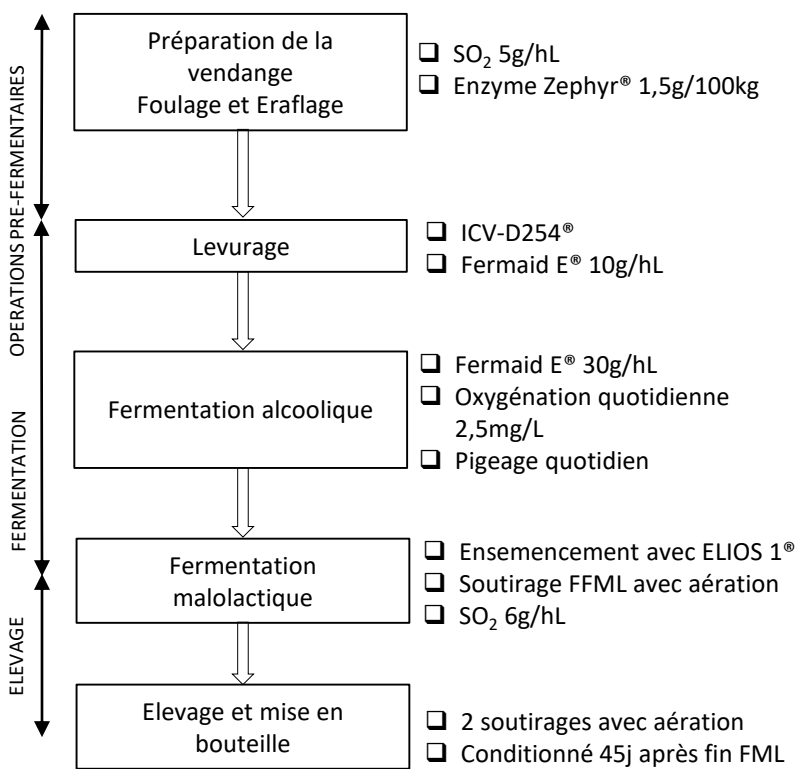 OPERATIONS PRE-FERMENTAIRES
Préparation de la
vendange
Foulage et Eraflage
❑ SO₂ 5g/hL
❑ Enzyme Zephyr® 1,5g/100kg
FERMENTATION
Levurage
❑ ICV-D254®
❑ Fermaid E® 10g/hL
Fermentation alcoolique
❑ Fermaid E® 30g/hL
❑ Oxygénation quotidienne
2,5mg/L
❑ Pigeage quotidien
Fermentation
malolactique
❑ Ensemencement avec ELIOS 1®
❑ Soutirage FFML avec aération
❑ SO₂ 6g/hL
ELEVAGE
Elevage et mise en
bouteille
❑ 2 soutirages avec aération
❑ Conditionné 45j après fin FML